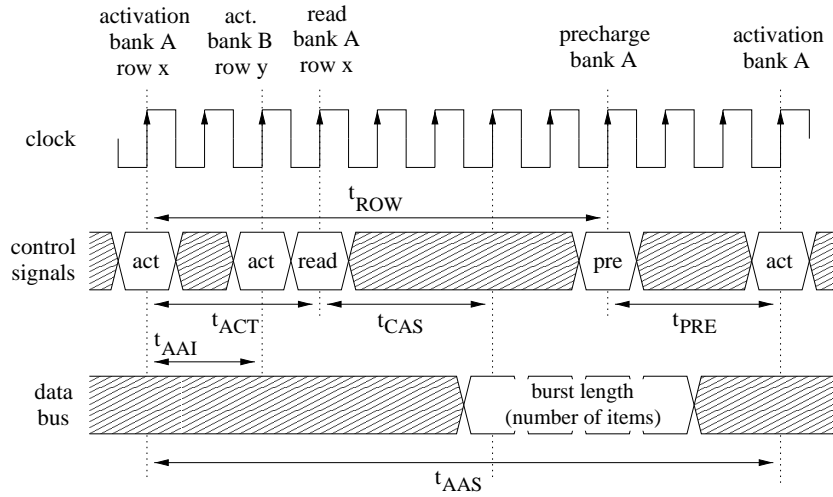 activation
bank A
row x
act.
bank B
row y
read
bank A
row x
precharge
bank A
activation
bank A
clock
t_ROW
control
signals
act
act
read
pre
act
t_ACT
t_CAS
t_PRE
t_AAI
data
bus
burst length
(number of items)
t_AAS